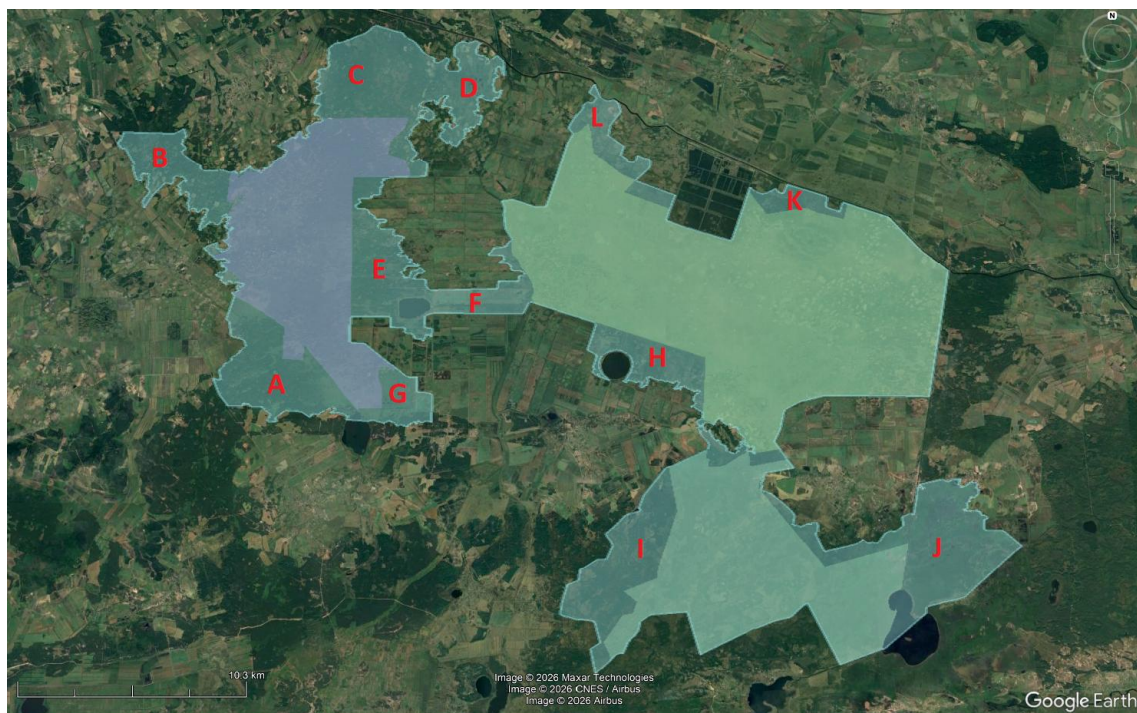 N
C
D
L
B
K
E
F
H
A
G
I
J
10.3 km
Image © 2026 Maxar Technologies
Image © 2026 CNES / Airbus
Image © 2026 Airbus
Google Earth